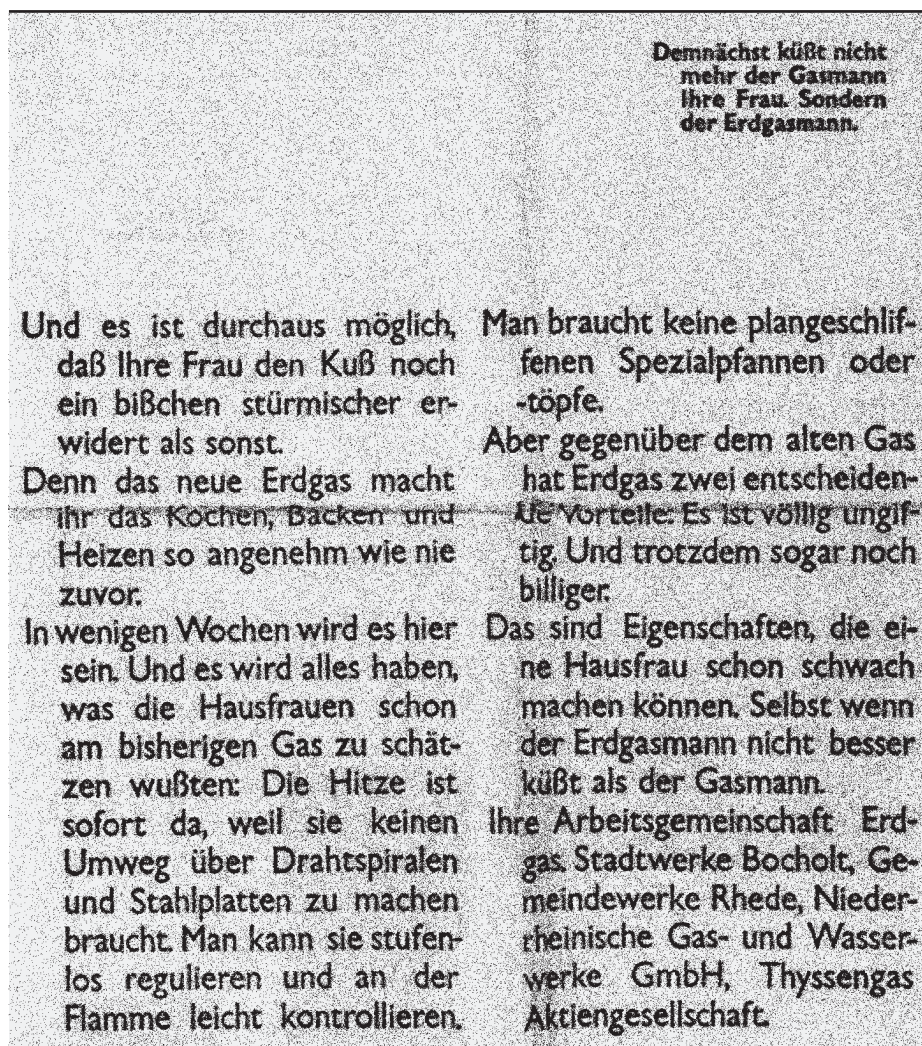 Demnächst küßt nicht
mehr der Gasmann
Ihre Frau. Sondern
der Erdgasmann.
Und es ist durchaus möglich,
daß Ihre Frau den Kuß noch
ein bißchen stürmischer er-
widert als sonst.
Denn das neue Erdgas macht
ihr das Kochen, Backen und
Heizen so angenehm wie nie
zuvor.
In wenigen Wochen wird es hier
sein. Und es wird alles haben,
was die Hausfrauen schon
am bisherigen Gas zu schät-
zen wußten: Die Hitze ist
sofort da, weil sie keinen
Umweg über Drahtspiralen
und Stahlplatten zu machen
braucht. Man kann sie stufen-
los regulieren und an der
Flamme leicht kontrollieren.
Man braucht keine plangeschlif-
fenen Spezialpfannen oder
-töpfe.
Aber gegenüber dem alten Gas
hat Erdgas zwei entscheiden-
de Vorteile: Es ist völlig ungif-
tig. Und trotzdem sogar noch
billiger.
Das sind Eigenschaften, die ei-
ne Hausfrau schon schwach
machen können. Selbst wenn
der Erdgasmann nicht besser
küßt als der Gasmann.
Ihre Arbeitsgemeinschaft Erd-
gas. Stadtwerke Bocholt, Ge-
meindewerke Rhede, Nieder-
rheinische Gas- und Wasser-
werke GmbH, Thyssengas
Aktiengesellschaft.